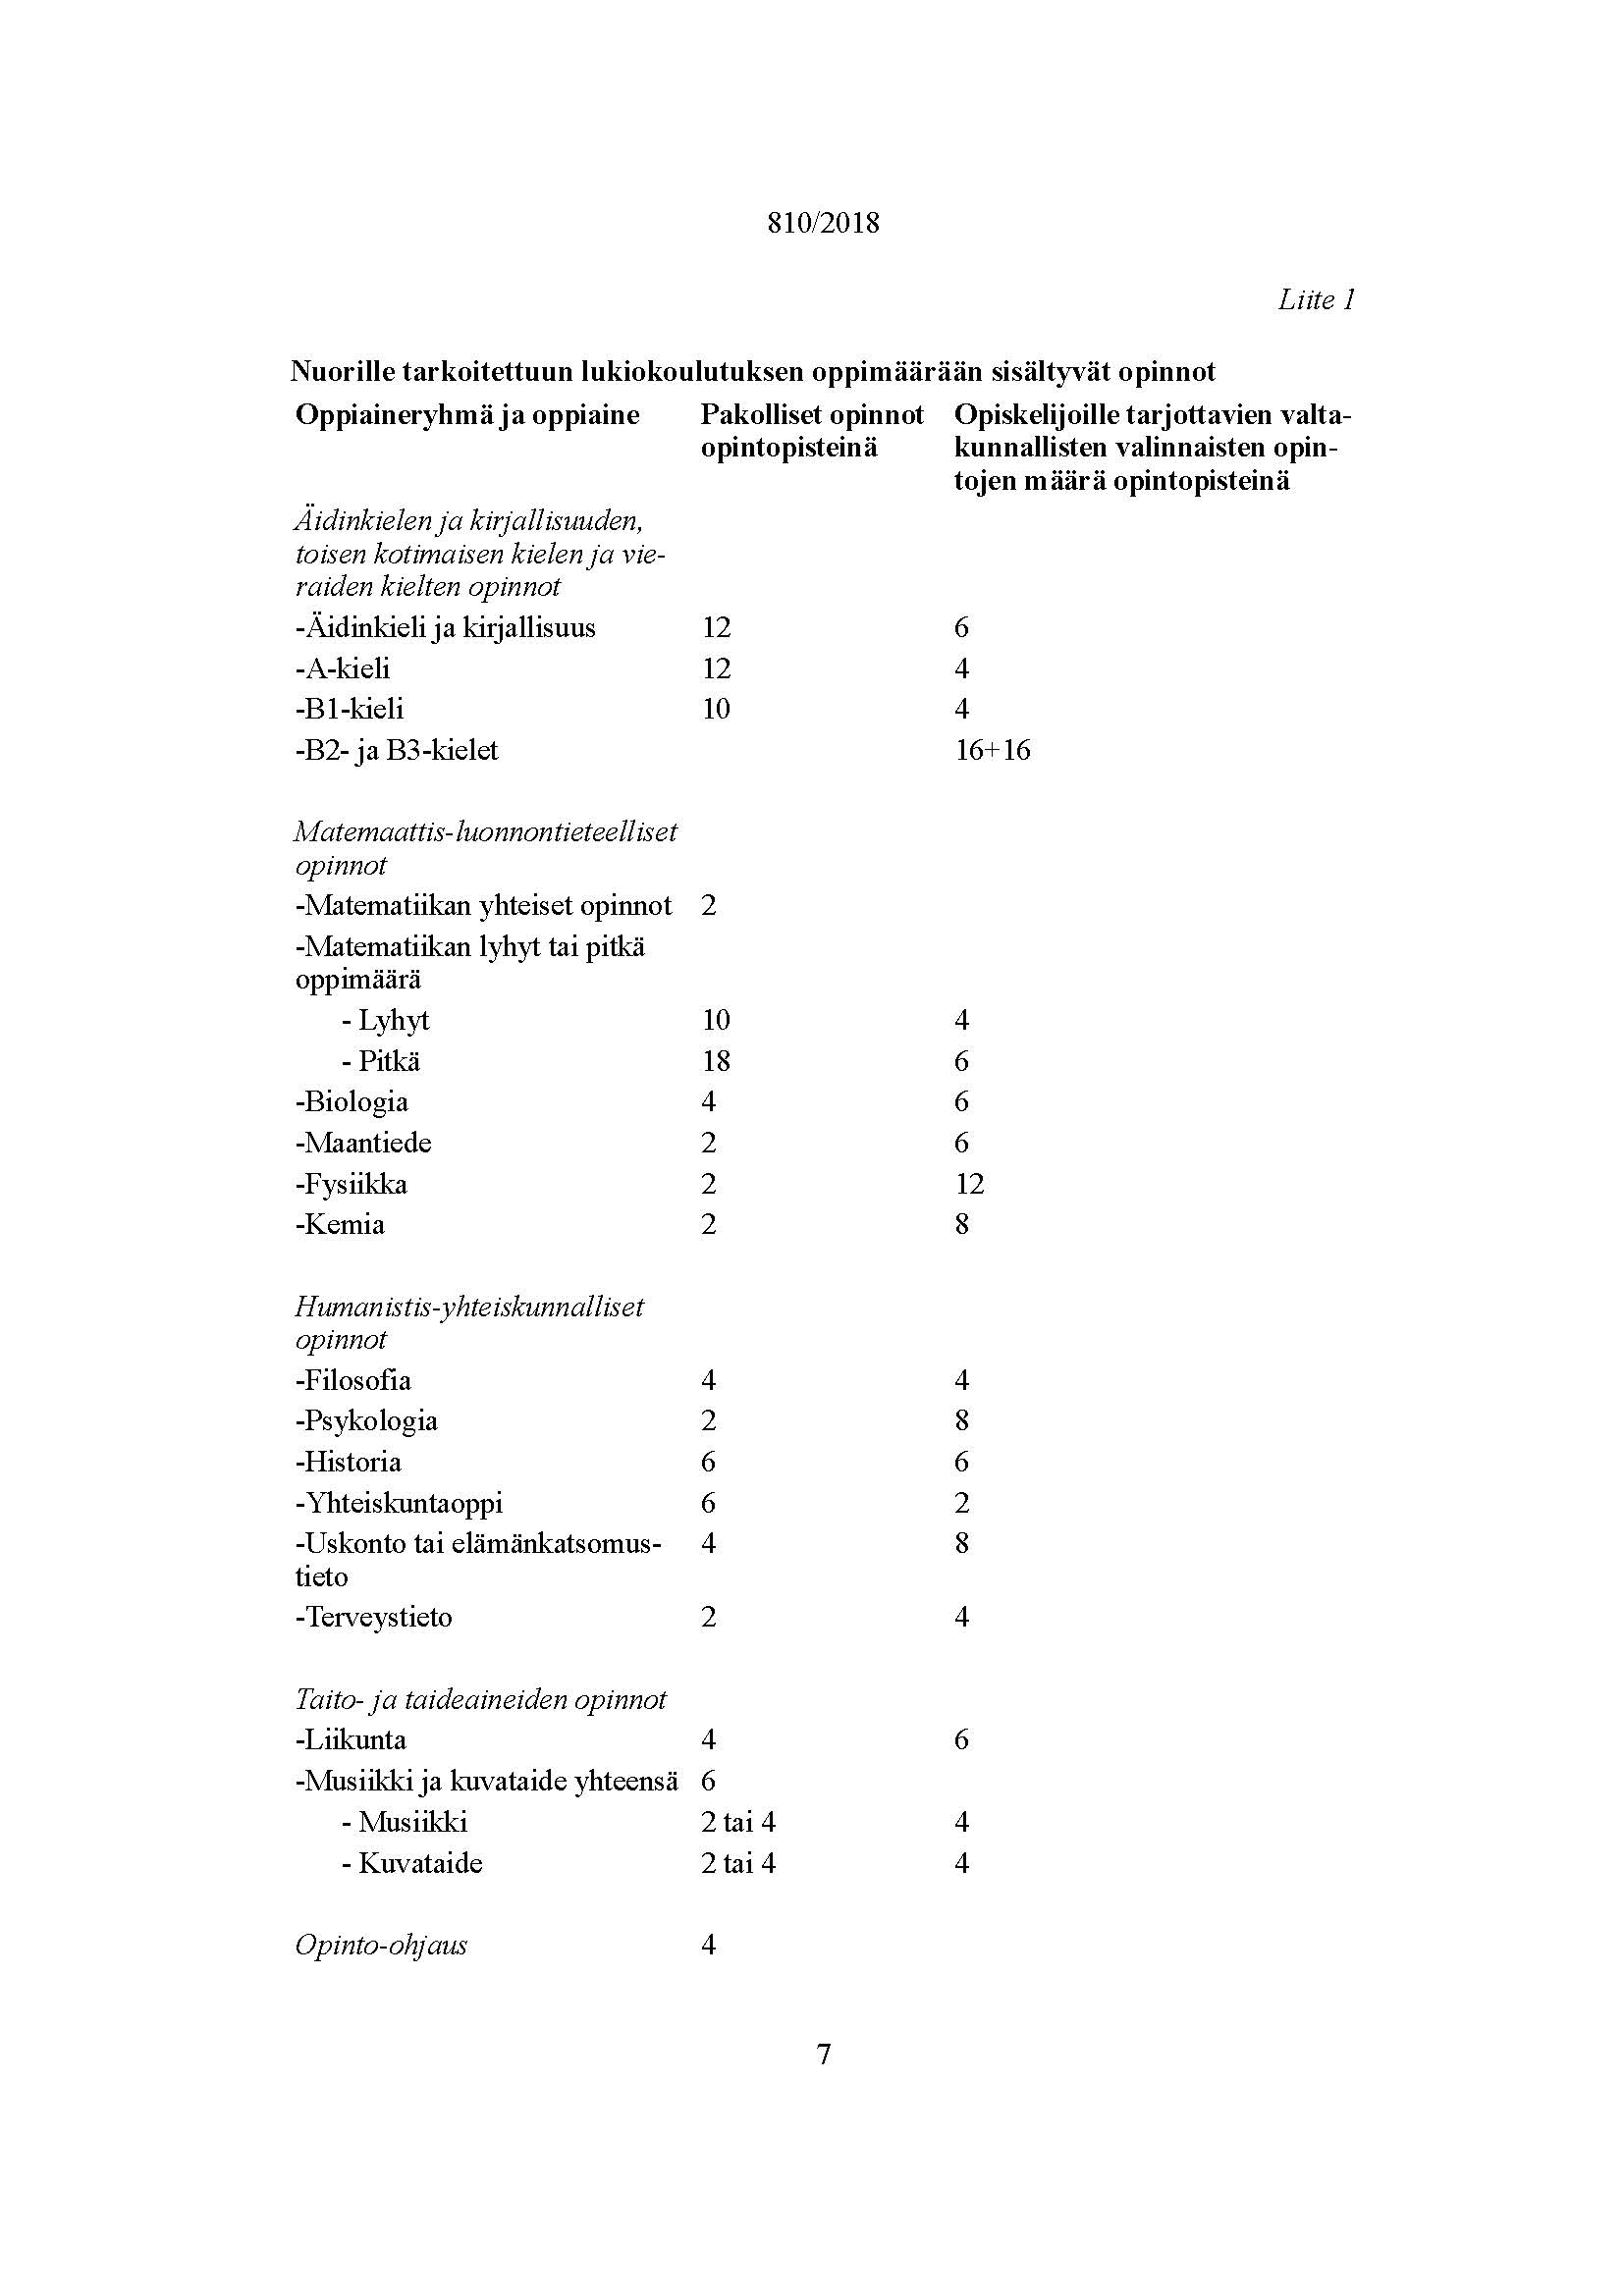 810/2018
Liite 1
Nuorille tarkoitettuun lukiokoulutuksen oppimäärään sisältyvät opinnot
Oppiaineryhmä ja oppiaine Pakolliset opinnot Opiskelijoille tarjottavien valta-
opintopisteinä kunnallisten valinnaisten opin-
tojen määrä opintopisteinä
Äidinkielen ja kirjallisuuden,
toisen kotimaisen kielen ja vie-
raiden kielten opinnot
-Äidinkieli ja kirjallisuus 12 6
-A-kieli 12 4
-B1-kieli 10 4
-B2- ja B3-kielet 16+16
Matemaattis-luonnontieteelliset
opinnot
-Matematiikan yhteiset opinnot 2
-Matematiikan lyhyt tai pitkä
oppimäärä
- Lyhyt 10 4
- Pitkä 18 6
-Biologia 4 6
-Maantiede 2 6
-Fysiikka 2 12
-Kemia 2 8
Humanistis-yhteiskunnalliset
opinnot
-Filosofia 4 4
-Psykologia 2 8
-Historia 6 6
-Yhteiskuntaoppi 6 2
-Uskonto tai elämänkatsomus- 4 8
tieto
-Terveystieto 2 4
Taito- ja taideaineiden opinnot
-Liikunta 4 6
-Musiikki ja kuvataide yhteensä 6
- Musiikki 2 tai 4 4
- Kuvataide 2 tai 4 4
Opinto-ohjaus 4
7